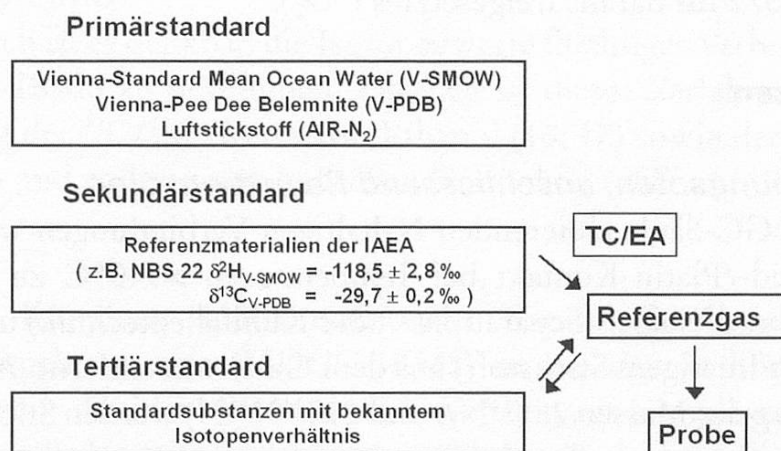 Primärstandard
Vienna-Standard Mean Ocean Water (V-SMOW)
Vienna-Pee Dee Belemnite (V-PDB)
Luftstickstoff (AIR-N₂)
Sekundärstandard
Referenzmaterialien der IAEA
( z.B. NBS 22 δ²H_V-SMOW = -118,5 ± 2,8 ‰
δ¹³C_V-PDB = -29,7 ± 0,2 ‰ )
TC/EA
Referenzgas
Tertiärstandard
Standardsubstanzen mit bekanntem
Isotopenverhältnis
Probe